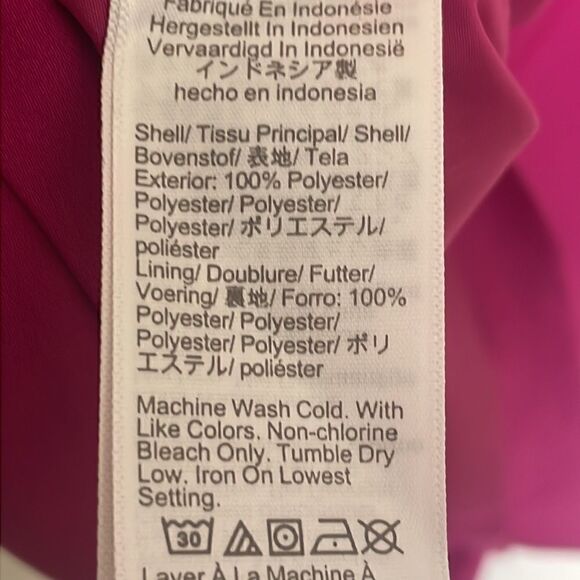 Fabriqué En Indonésie
Hergestellt In Indonesien
Vervaardigd In Indonesië
インドネシア製
hecho en indonesia
Shell/ Tissu Principal/ Shell/
Bovenstof/ 表地/ Tela
Exterior: 100% Polyester/
Polyester/ Polyester/
Polyester/ ポリエステル/
poliéster
Lining/ Doublure/ Futter/
Voering/ 裏地/ Forro: 100%
Polyester/ Polyester/
Polyester/ Polyester/ ポリ
エステル/ poliéster
Machine Wash Cold. With
Like Colors. Non-chlorine
Bleach Only. Tumble Dry
Low. Iron On Lowest
Setting.
30
Laver À La Machine À